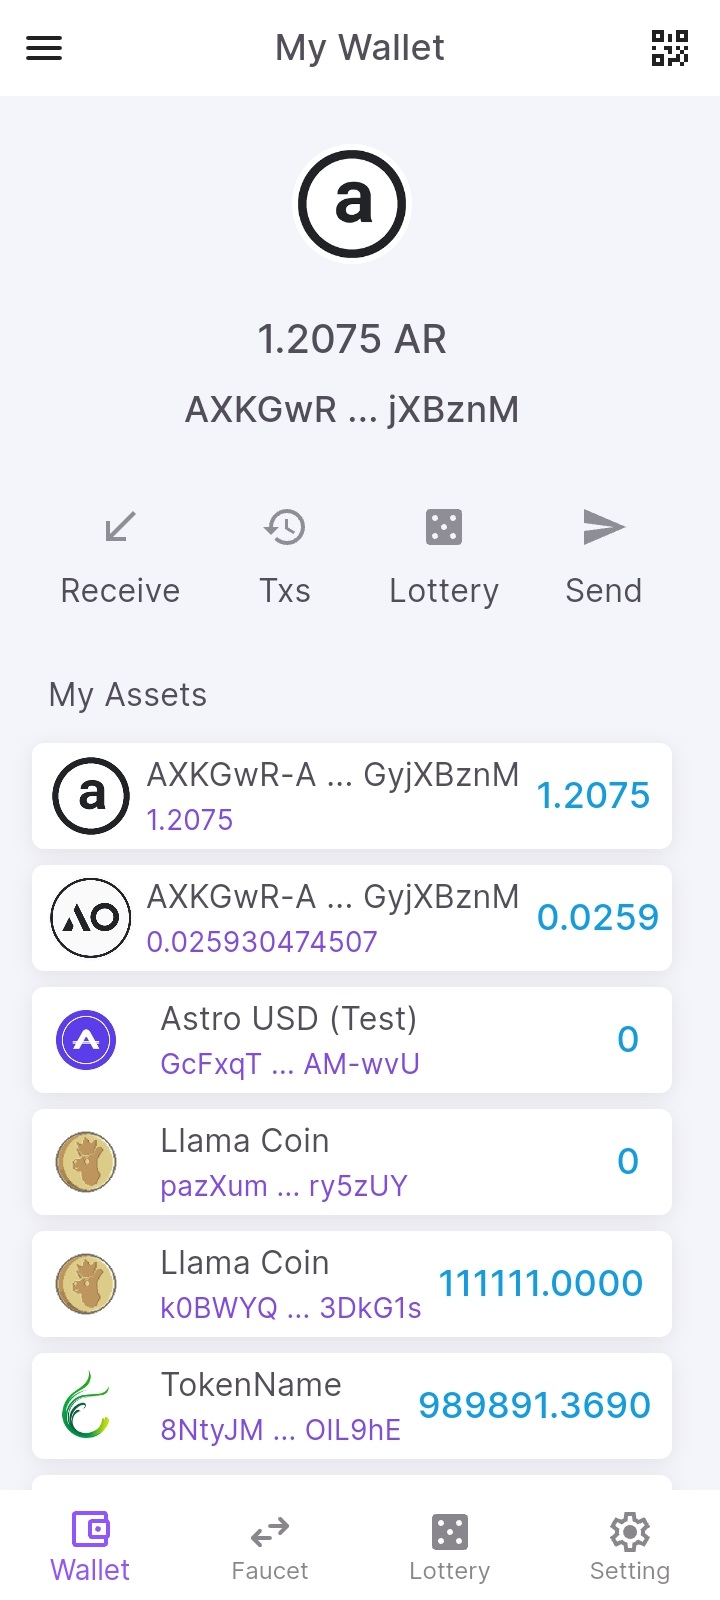 My Wallet
a
1.2075 AR
AXKGwR ... jXBznM
Receive Txs Lottery Send
My Assets
a
AXKGwR-A ... GyjXBznM
1.2075
1.2075
AO
AXKGwR-A ... GyjXBznM
0.025930474507
0.0259
Astro USD (Test)
GcFxqT ... AM-wvU
0
Llama Coin
pazXum ... ry5zUY
0
Llama Coin
k0BWYQ ... 3DkG1s
111111.0000
TokenName
8NtyJM ... OIL9hE
989891.3690
Wallet Faucet Lottery Setting